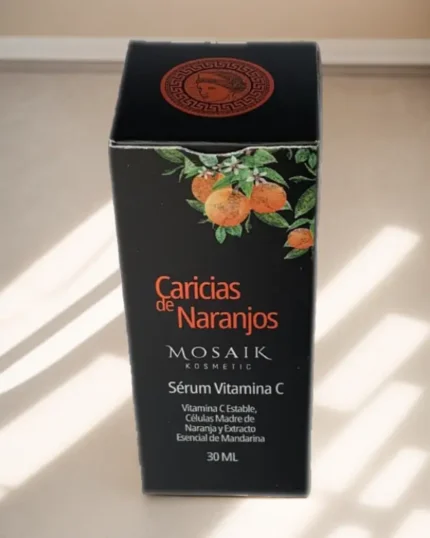 Caricias
de
Naranjos
MOSAIK
KOSMETIC
Sérum Vitamina C
Vitamina C Estable,
Células Madre de
Naranja y Extracto
Esencial de Mandarina
30 ML